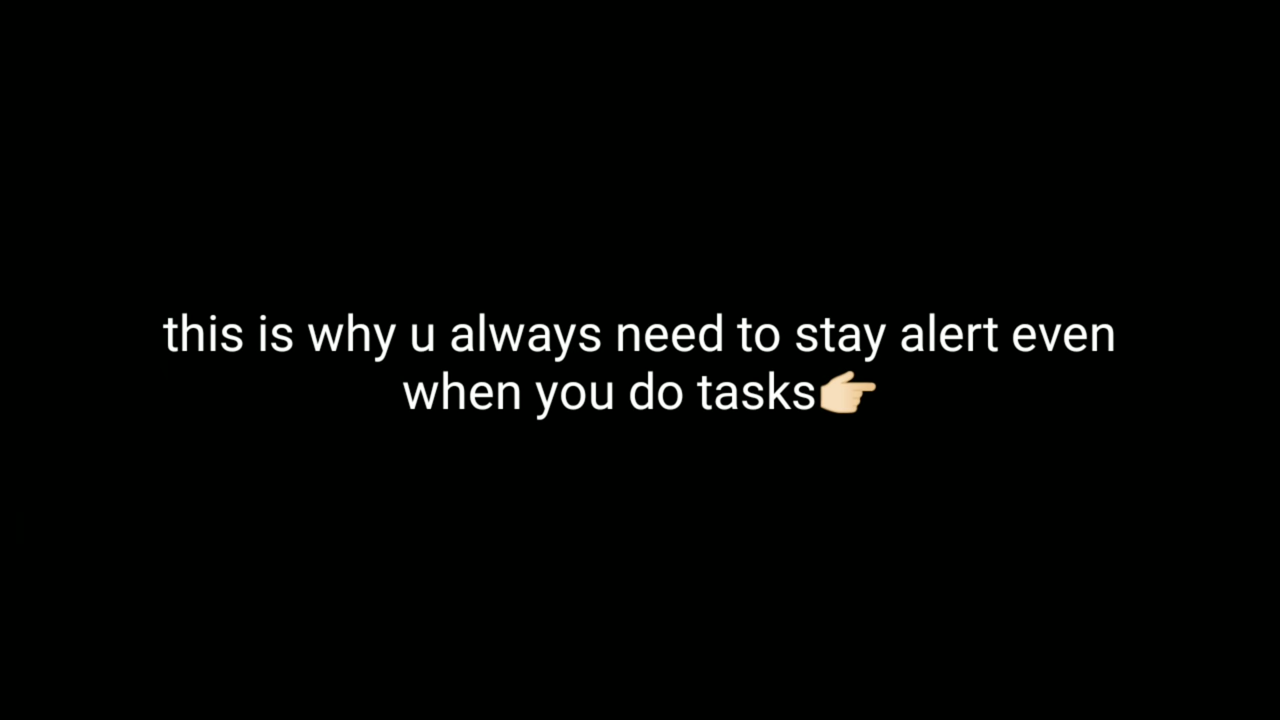 this is why u always need to stay alert even
when you do tasks👉🏼